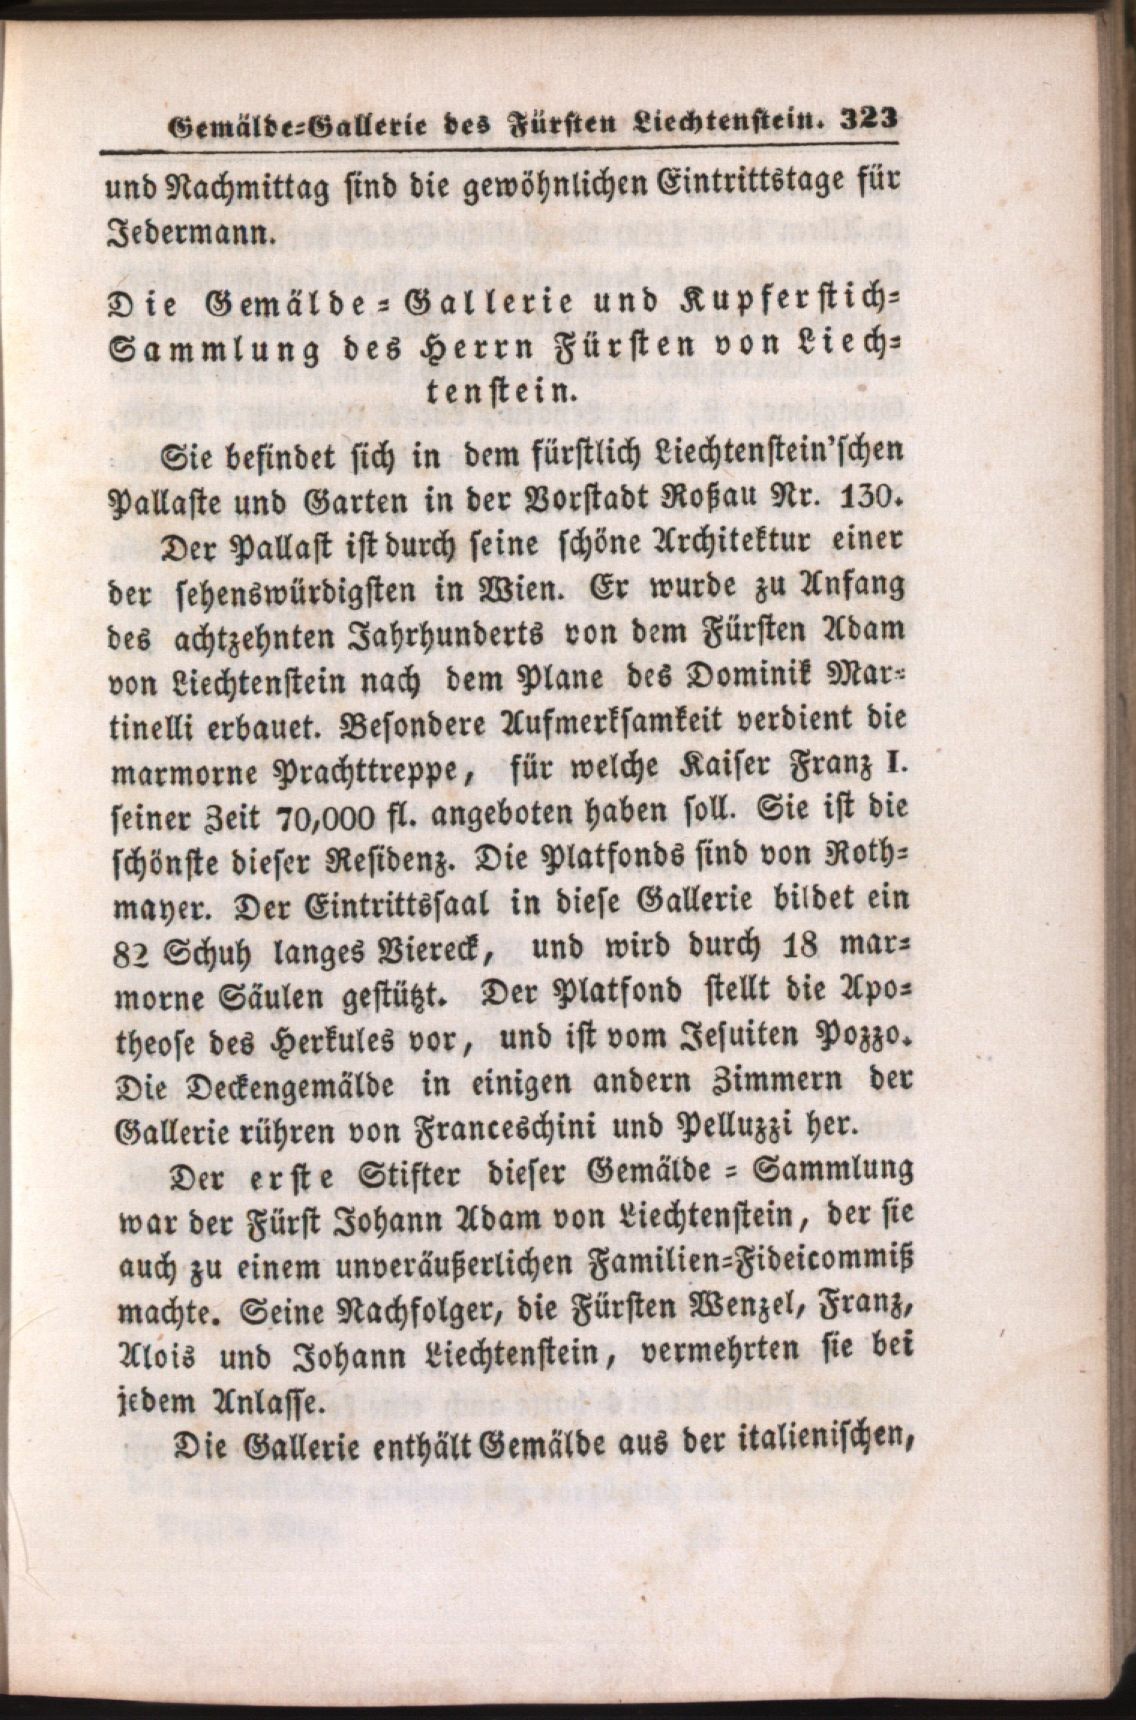 Gemälde-Gallerie des Fürsten Liechtenstein. 323
und Nachmittag sind die gewöhnlichen Eintrittstage für
Jedermann.
Die Gemälde-Gallerie und Kupferstich-
Sammlung des Herrn Fürsten von Liech-
tenstein.
Sie befindet sich in dem fürstlich Liechtenstein'schen
Pallaste und Garten in der Vorstadt Roßau Nr. 130.
Der Pallast ist durch seine schöne Architektur einer
der sehenswürdigsten in Wien. Er wurde zu Anfang
des achtzehnten Jahrhunderts von dem Fürsten Adam
von Liechtenstein nach dem Plane des Dominik Mar-
tinelli erbauet. Besondere Aufmerksamkeit verdient die
marmorne Prachttreppe, für welche Kaiser Franz I.
seiner Zeit 70,000 fl. angeboten haben soll. Sie ist die
schönste dieser Residenz. Die Platfonds sind von Roth-
mayer. Der Eintrittssaal in diese Gallerie bildet ein
82 Schuh langes Viereck, und wird durch 18 mar-
morne Säulen gestützt. Der Platfond stellt die Apo-
theose des Herkules vor, und ist vom Jesuiten Pozzo.
Die Deckengemälde in einigen andern Zimmern der
Gallerie rühren von Franceschini und Pelluzzi her.
Der erste Stifter dieser Gemälde-Sammlung
war der Fürst Johann Adam von Liechtenstein, der sie
auch zu einem unveräußerlichen Familien-Fideicommiß
machte. Seine Nachfolger, die Fürsten Wenzel, Franz,
Alois und Johann Liechtenstein, vermehrten sie bei
jedem Anlasse.
Die Gallerie enthält Gemälde aus der italienischen,